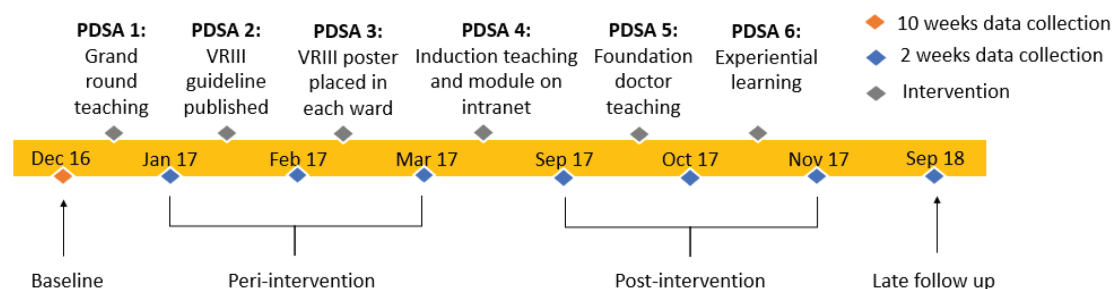 PDSA 1:
Grand
round
teaching
PDSA 2:
VRIII
guideline
published
PDSA 3:
VRIII poster
placed in
each ward
PDSA 4:
Induction teaching
and module on
intranet
PDSA 5:
Foundation
doctor
teaching
PDSA 6:
Experiential
learning
10 weeks data collection
2 weeks data collection
Intervention
Dec 16
Jan 17
Feb 17
Mar 17
Sep 17
Oct 17
Nov 17
Sep 18
Baseline
Peri-intervention
Post-intervention
Late follow up